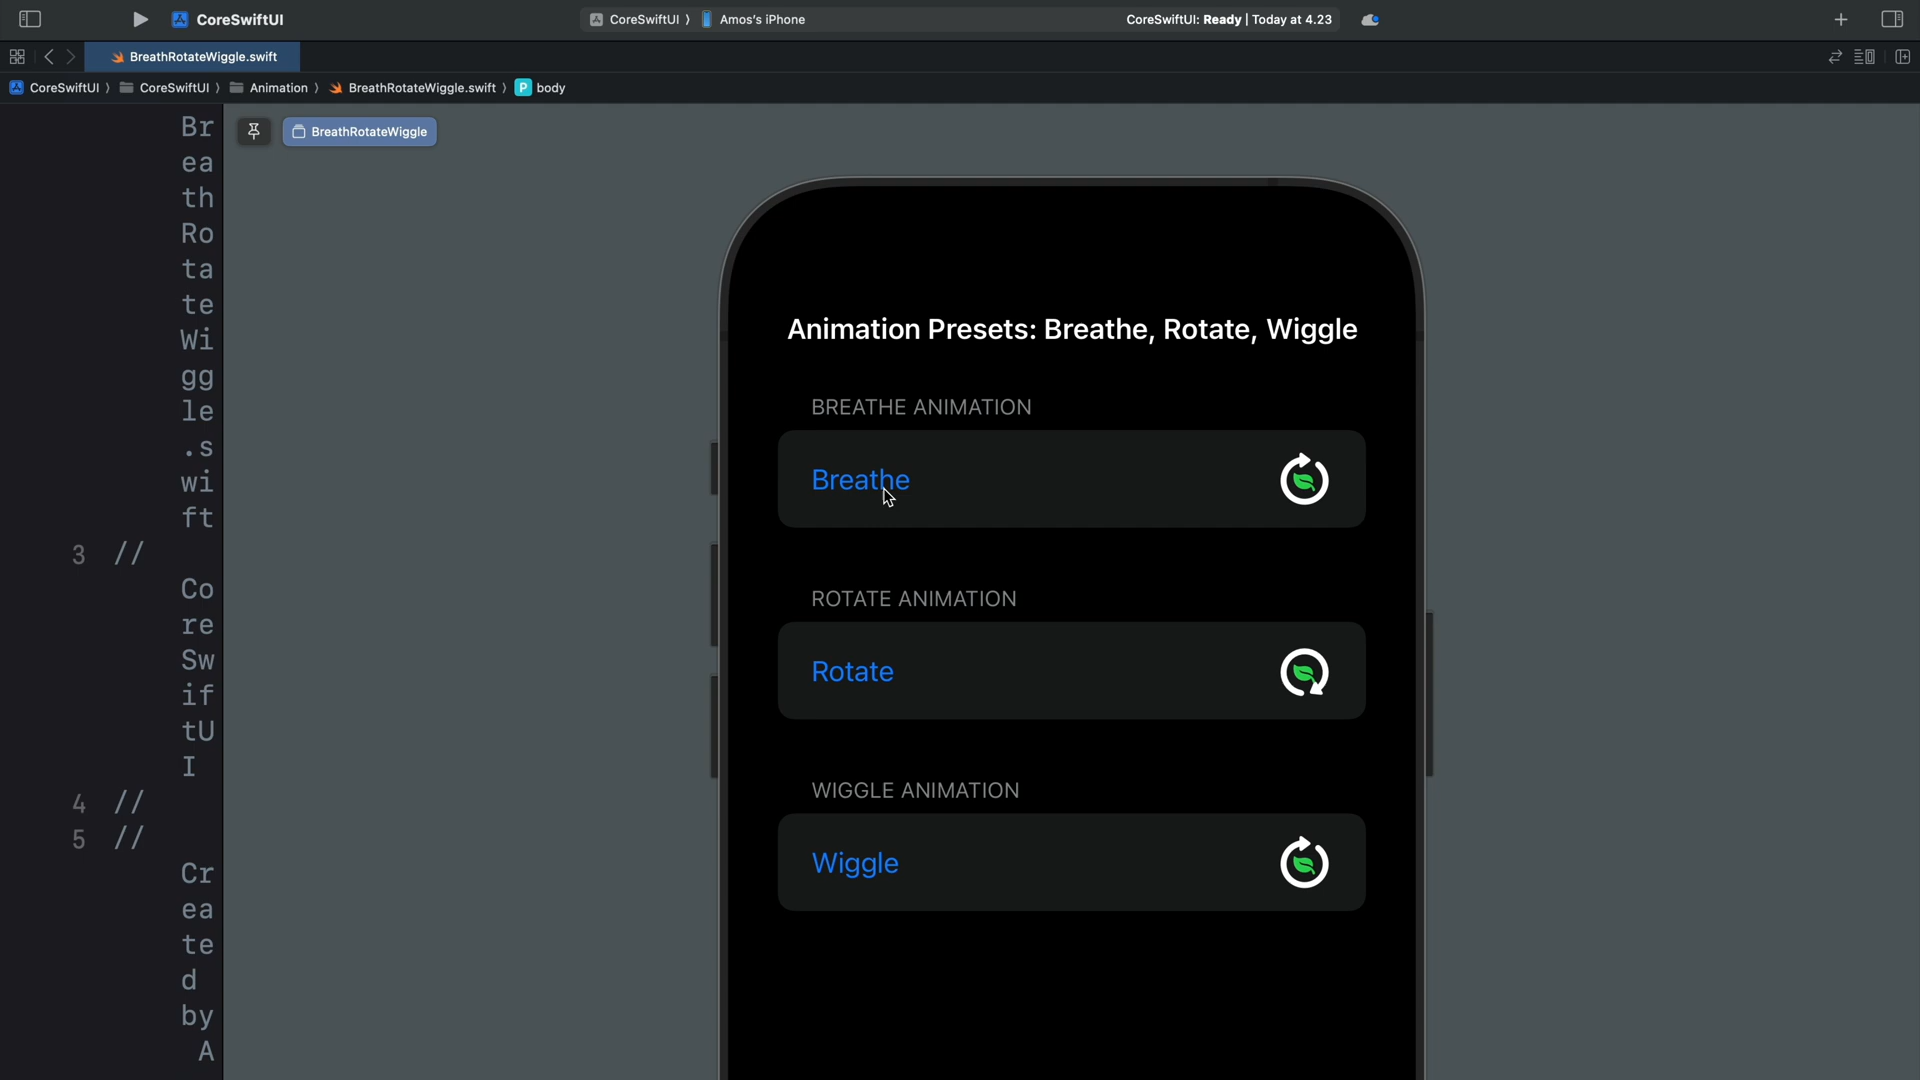 CoreSwiftUI
CoreSwiftUI 〉 Amos's iPhone
CoreSwiftUI: Ready | Today at 4.23
BreathRotateWiggle.swift
CoreSwiftUI 〉 CoreSwiftUI 〉 Animation 〉 BreathRotateWiggle.swift 〉 P body
BreathRotateWiggle
Br
ea
th
Ro
ta
te
Wi
gg
le
.s
wi
ft
3 //
Co
re
Sw
if
tU
I
4 //
5 //
Cr
ea
te
d
by
A
Animation Presets: Breathe, Rotate, Wiggle
BREATHE ANIMATION
Breathe
ROTATE ANIMATION
Rotate
WIGGLE ANIMATION
Wiggle